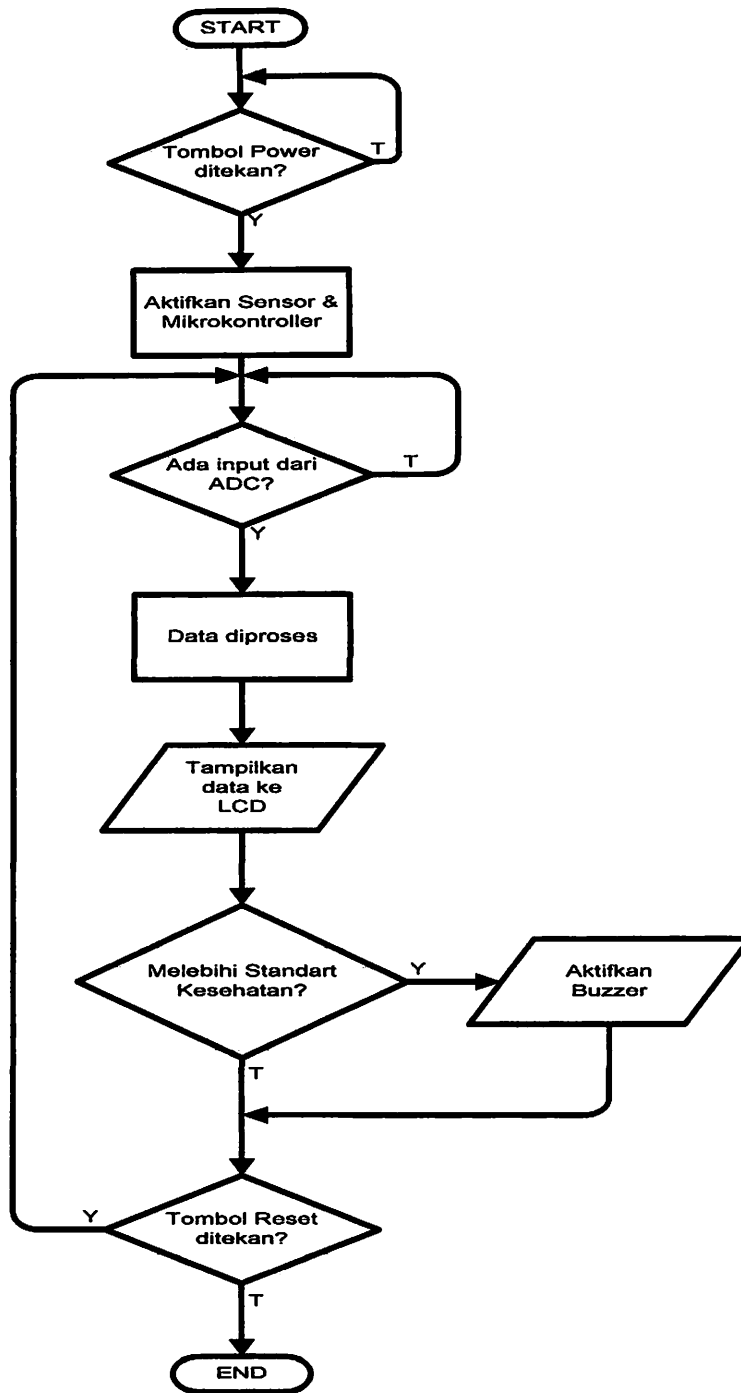 START
Tombol Power
ditekan?
T
Y
Aktifkan Sensor &
Mikrokontroller
Ada input dari
ADC?
T
Y
Data diproses
Tampilkan
data ke
LCD
Melebihi Standart
Kesehatan?
Y
Aktifkan
Buzzer
T
Tombol Reset
ditekan?
Y
T
END